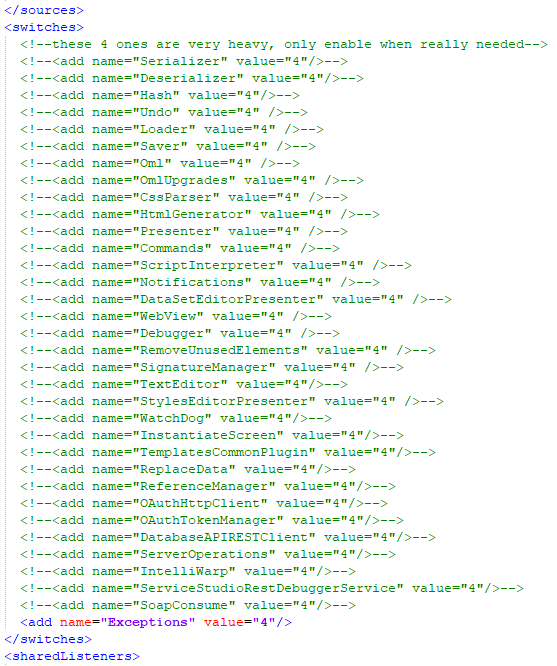 </sources>
<switches>
<!--these 4 ones are very heavy, only enable when really needed-->
<!--<add name="Serializer" value="4"/>-->
<!--<add name="Deserializer" value="4"/>-->
<!--<add name="Hash" value="4"/>-->
<!--<add name="Undo" value="4" />-->
<!--<add name="Loader" value="4" />-->
<!--<add name="Saver" value="4" />-->
<!--<add name="Oml" value="4" />-->
<!--<add name="OmlUpgrades" value="4" />-->
<!--<add name="CssParser" value="4" />-->
<!--<add name="HtmlGenerator" value="4" />-->
<!--<add name="Presenter" value="4" />-->
<!--<add name="Commands" value="4" />-->
<!--<add name="ScriptInterpreter" value="4" />-->
<!--<add name="Notifications" value="4" />-->
<!--<add name="DataSetEditorPresenter" value="4" />-->
<!--<add name="WebView" value="4" />-->
<!--<add name="Debugger" value="4" />-->
<!--<add name="RemoveUnusedElements" value="4" />-->
<!--<add name="SignatureManager" value="4" />-->
<!--<add name="TextEditor" value="4" />-->
<!--<add name="StylesEditorPresenter" value="4" />-->
<!--<add name="WatchDog" value="4"/>-->
<!--<add name="InstantiateScreen" value="4"/>-->
<!--<add name="TemplatesCommonPlugin" value="4"/>-->
<!--<add name="ReplaceData" value="4"/>-->
<!--<add name="ReferenceManager" value="4"/>-->
<!--<add name="OAuthHttpClient" value="4"/>-->
<!--<add name="OAuthTokenManager" value="4"/>-->
<!--<add name="DatabaseAPIRESTClient" value="4"/>-->
<!--<add name="ServerOperations" value="4"/>-->
<!--<add name="IntelliWarp" value="4"/>-->
<!--<add name="ServiceStudioRestDebuggerService" value="4"/>-->
<!--<add name="SoapConsume" value="4"/>-->
<add name="Exceptions" value="4"/>
</switches>
<sharedListeners>